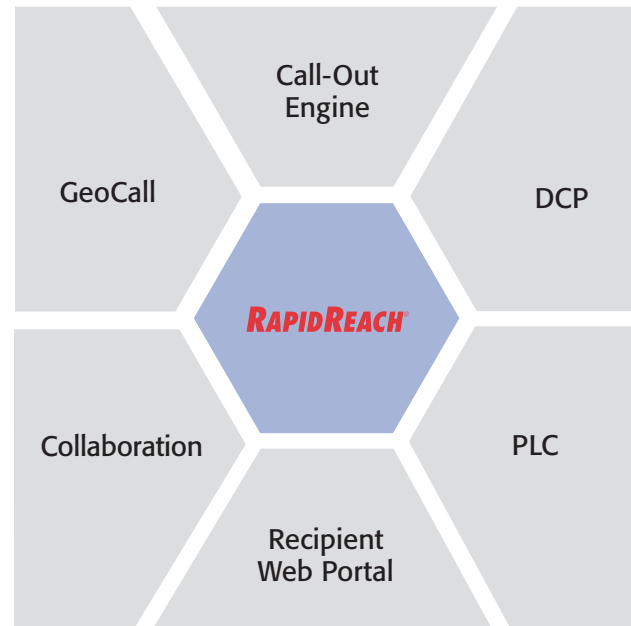 Call-Out
Engine
GeoCall
DCP
RAPIDREACH®
Collaboration
PLC
Recipient
Web Portal